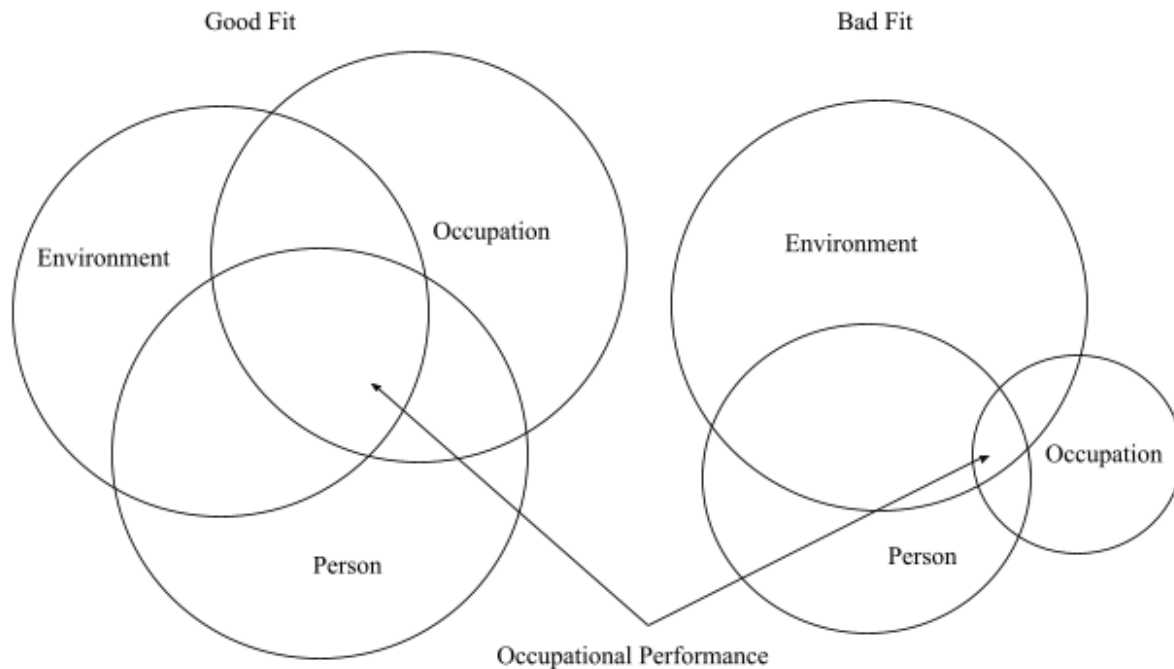 Good Fit
Bad Fit
Environment
Occupation
Person
Environment
Occupation
Person
Occupational Performance